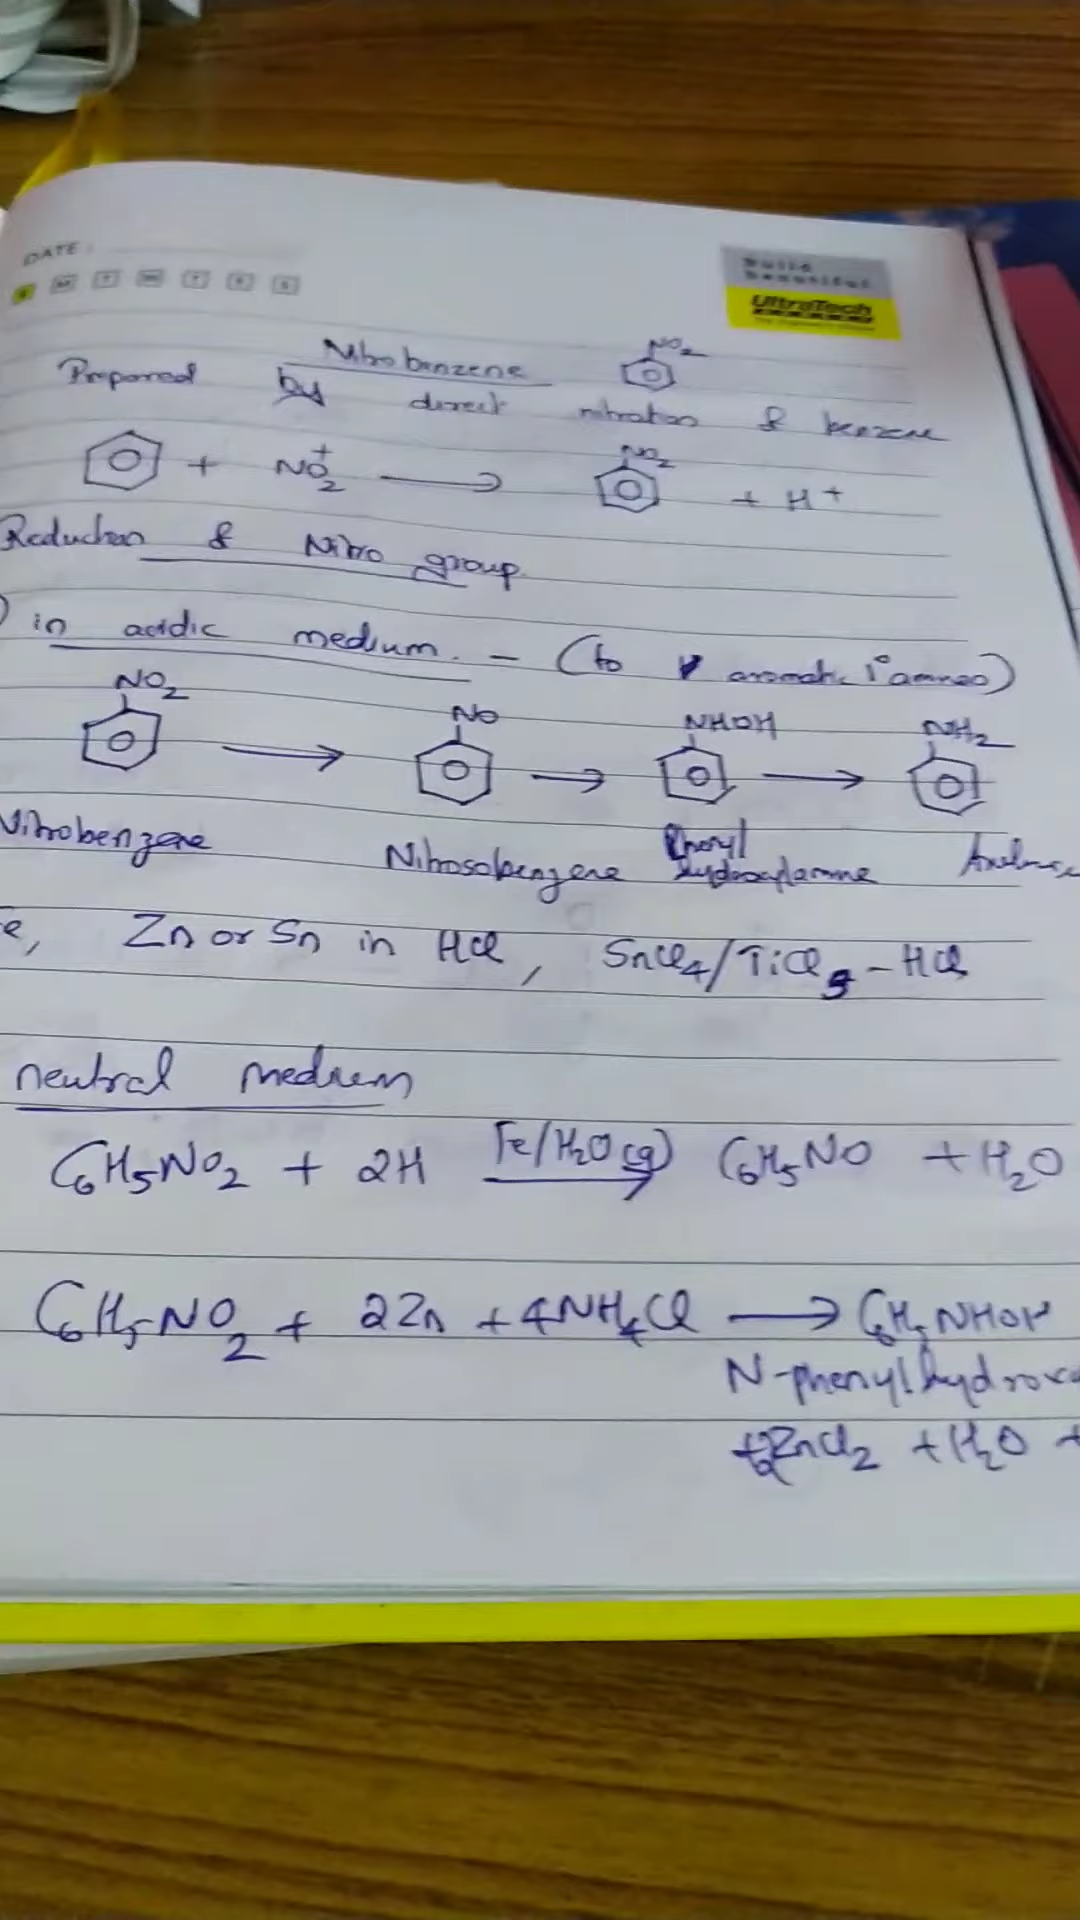 DATE :
Build
beautiful
UltraTech
Nitrobenzene NO2
Prepared by direct nitration of benzene
+ NO2+ ⟶ NO2 + H+
Reduction of Nitro group
in acidic medium. – (to aromatic 1° amines)
NO2 ⟶ NO ⟶ NHOH ⟶ NH2
Nitrobenzene Nitrosobenzene Phenyl hydroxylamine
Zn or Sn in HCl, SnCl4/TiCl3 – HCl
neutral medium
C6H5NO2 + 2H Fe/H2O(g) ⟶ C6H5NO + H2O
C6H5NO2 + 2Zn + 4NH4Cl ⟶ C6H5NHOH
N-phenylhydroxy
+2ZnCl2 + H2O +